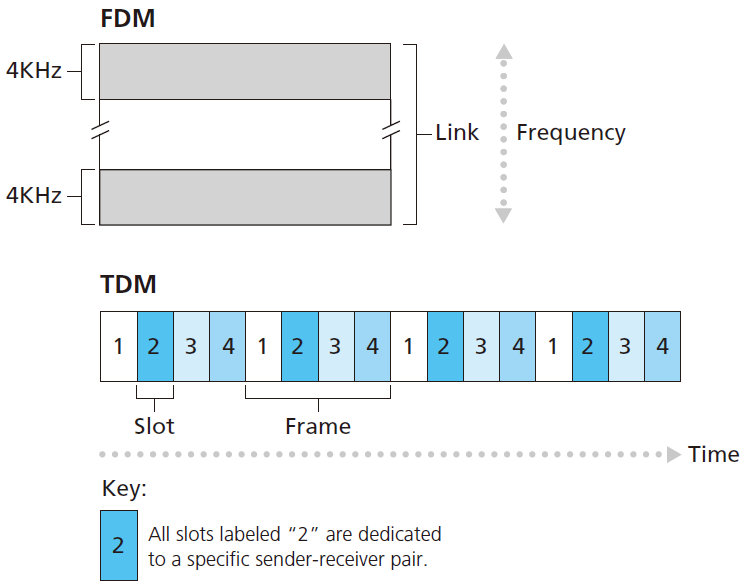 FDM
4KHz
Link
Frequency
4KHz
TDM
1 2 3 4 1 2 3 4 1 2 3 4 1 2 3 4
Slot
Frame
Time
Key:
2
All slots labeled “2” are dedicated
to a specific sender-receiver pair.